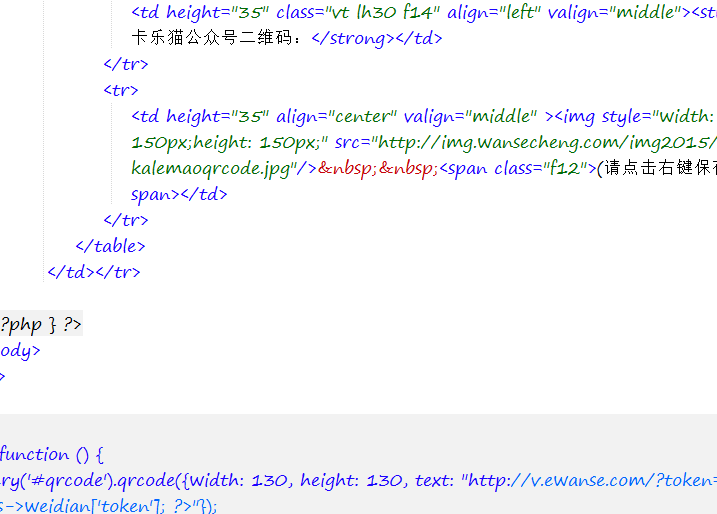 <td height="35" class="vt lh30 f14" align="left" valign="middle"><st
卡乐猫公众号二维码：</strong></td>
</tr>
<tr>
<td height="35" align="center" valign="middle" ><img style="width:
150px;height: 150px;" src="http://img.wansecheng.com/img2015/
kalemaoqrcode.jpg"/>&nbsp;&nbsp;<span class="f12">(请点击右键保存
span></td>
</tr>
</table>
</td></tr>
?php } ?>
ody>
>
function () {
ery('#qrcode').qrcode({width: 130, height: 130, text: "http://v.ewanse.com/?token=
s->weidian['token']; ?>"});